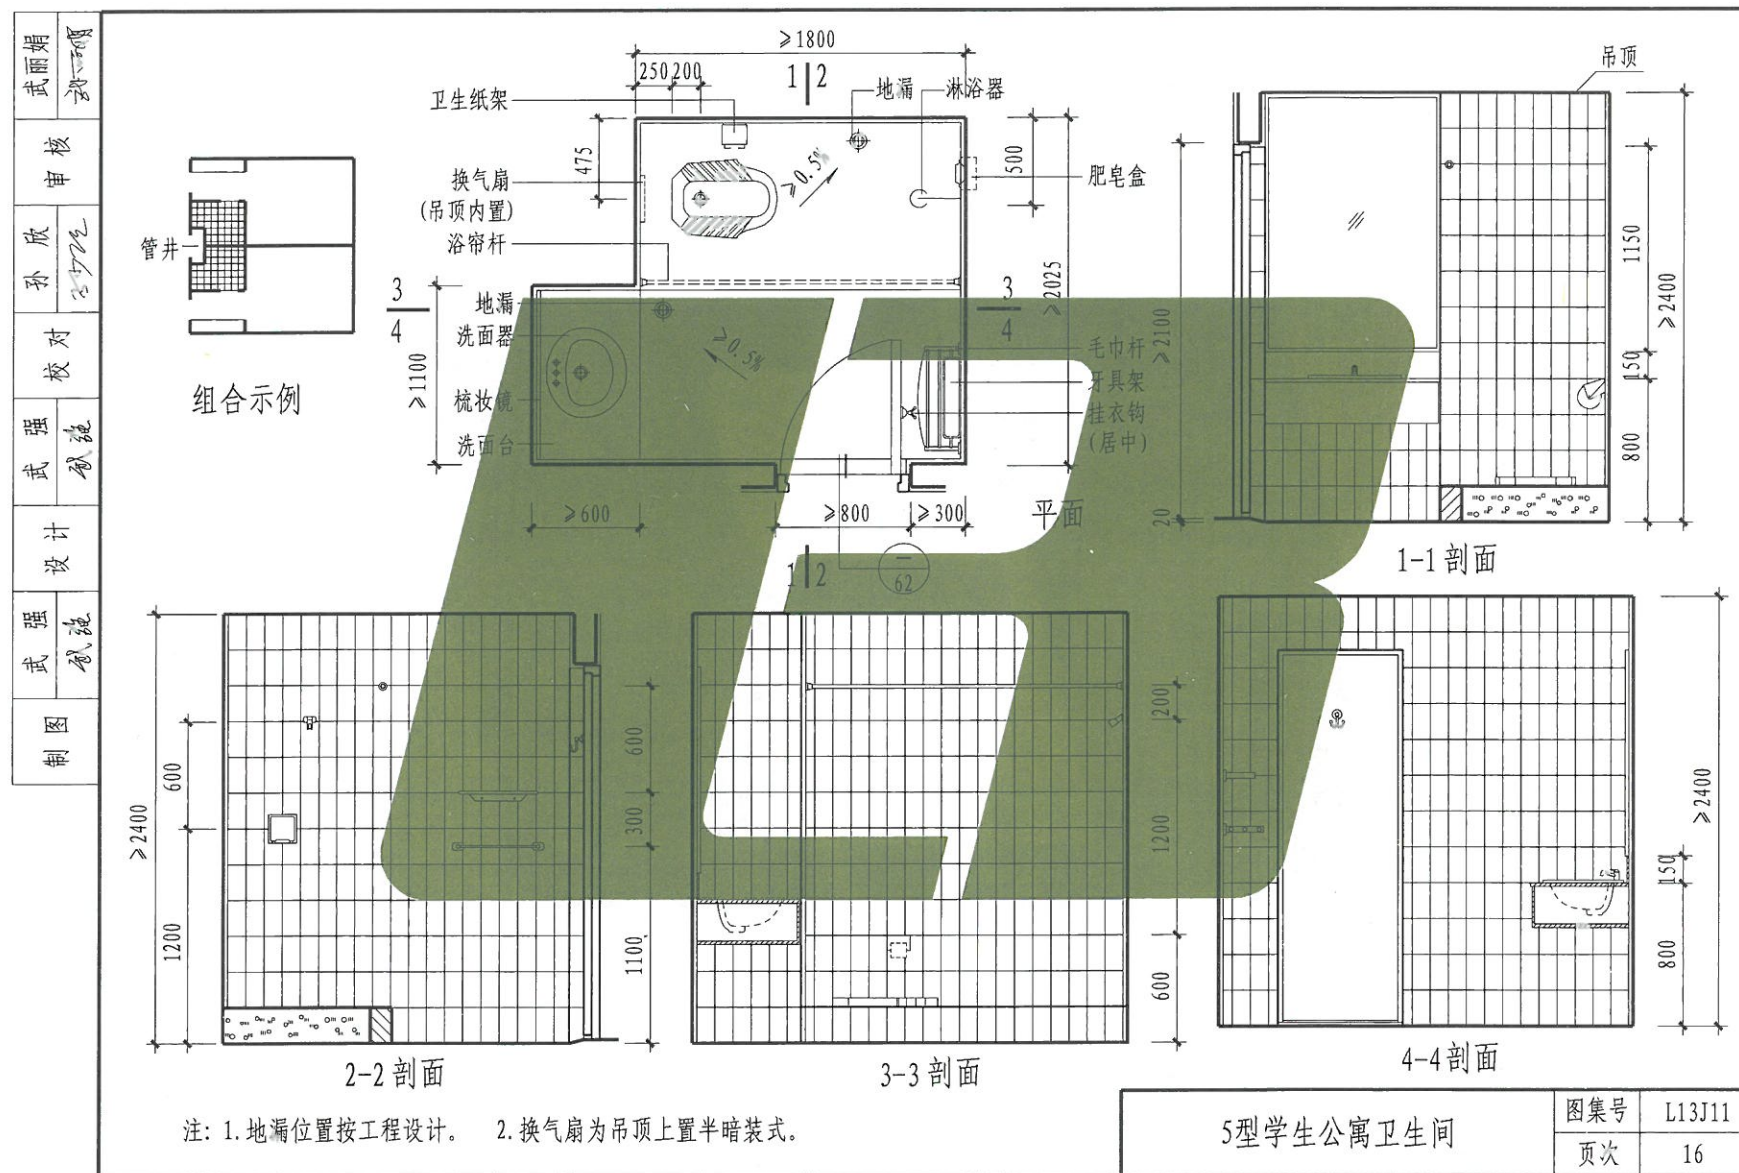 武丽娟
审核
孙欣
校对
武强
设计
武强
制图
管井
组合示例
≥1800
250 200
1 2
卫生纸架
地漏
淋浴器
475
500
换气扇
(吊顶内置)
≥0.5%
肥皂盒
浴帘杆
3
4
3
4
≥2025
地漏
洗面器
≥0.5%
毛巾杆
牙具架
≥1100
梳妆镜
挂衣钩
(居中)
洗面台
≥600
≥800
≥300
平面
1 2
62
吊顶
≥2100
20
1150
150
800
≥2400
1-1剖面
≥2400
600
1200
600
300
1100
2-2剖面
200
1200
600
3-3剖面
≥2400
150
800
4-4剖面
注: 1.地漏位置按工程设计。 2.换气扇为吊顶上置半暗装式。
5型学生公寓卫生间
图集号 L13J11
页次 16